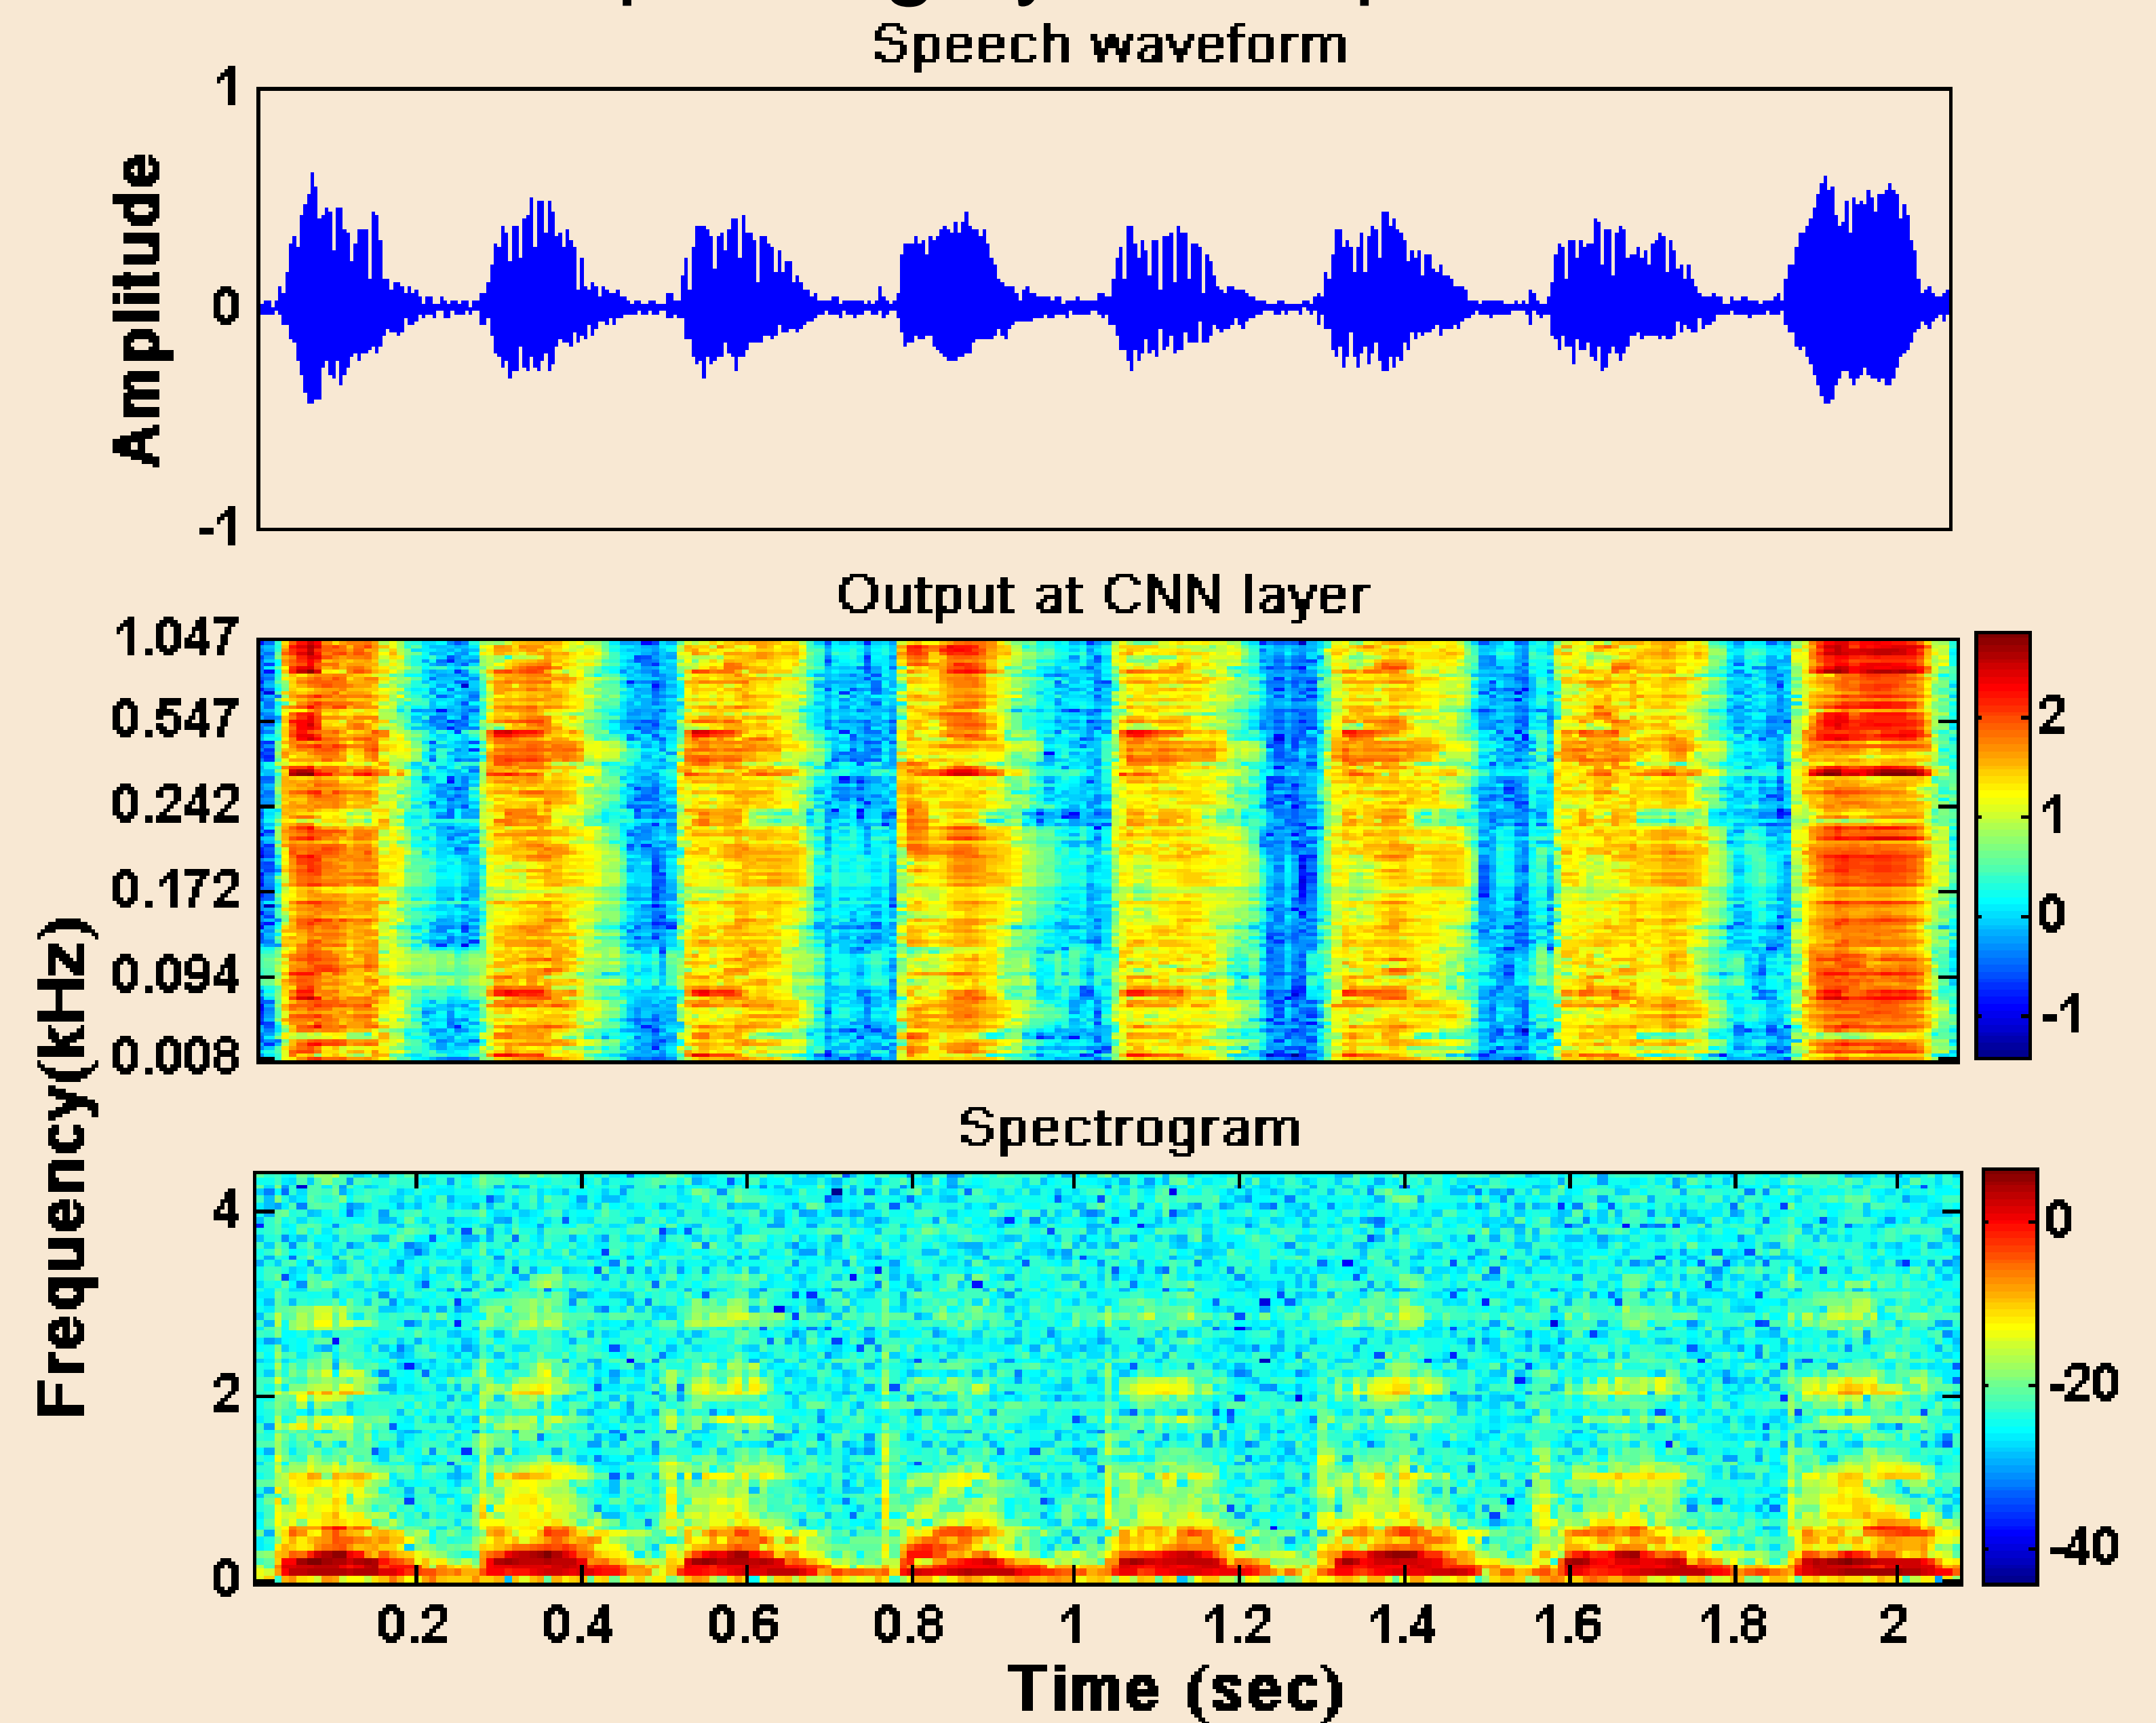 Speech waveform
1
0
-1
Amplitude
Output at CNN layer
1.047
0.547
0.242
0.172
0.094
0.008
2
1
0
-1
Frequency(kHz)
Spectrogram
4
2
0
0
-20
-40
0.2 0.4 0.6 0.8 1 1.2 1.4 1.6 1.8 2
Time (sec)